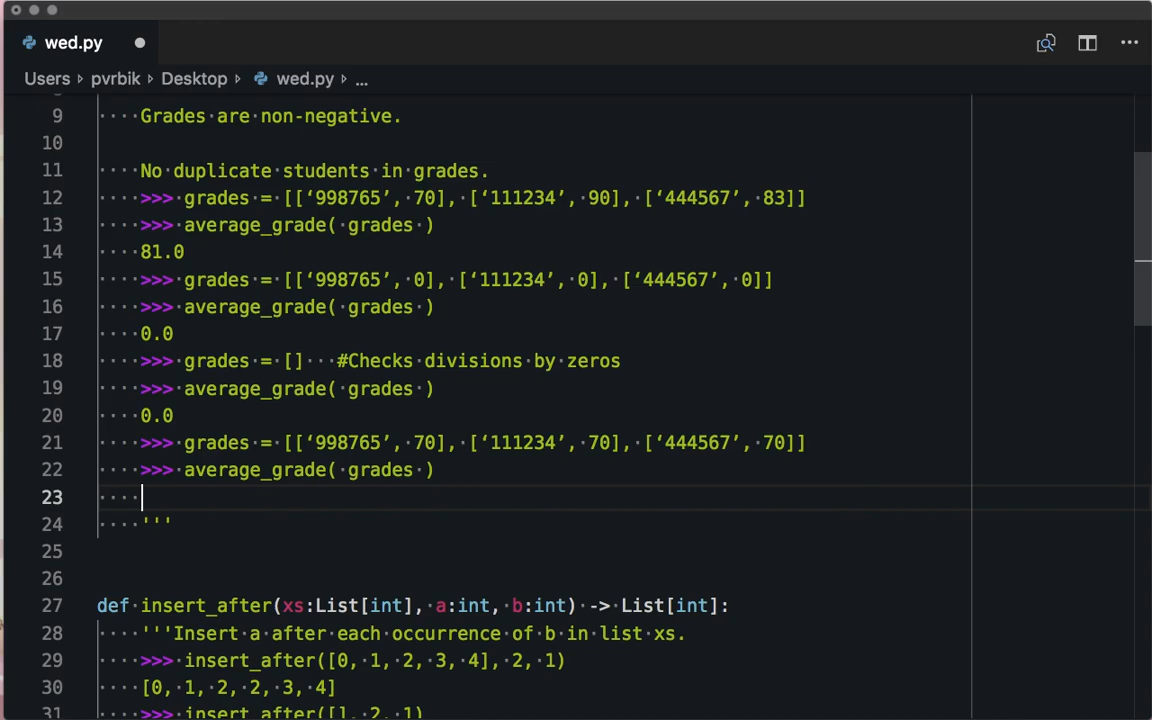 wed.py
Users pvrbik Desktop wed.py ...
9 Grades are non-negative.
10
11 No duplicate students in grades.
12 >>> grades = [[‘998765’, 70], [‘111234’, 90], [‘444567’, 83]]
13 >>> average_grade( grades )
14 81.0
15 >>> grades = [[‘998765’, 0], [‘111234’, 0], [‘444567’, 0]]
16 >>> average_grade( grades )
17 0.0
18 >>> grades = []   #Checks divisions by zeros
19 >>> average_grade( grades )
20 0.0
21 >>> grades = [[‘998765’, 70], [‘111234’, 70], [‘444567’, 70]]
22 >>> average_grade( grades )
23
24 '''
25
26
27 def insert_after(xs:List[int], a:int, b:int) -> List[int]:
28 '''Insert a after each occurrence of b in list xs.
29 >>> insert_after([0, 1, 2, 3, 4], 2, 1)
30 [0, 1, 2, 2, 3, 4]
31 >>> insert_after([], 2, 1)